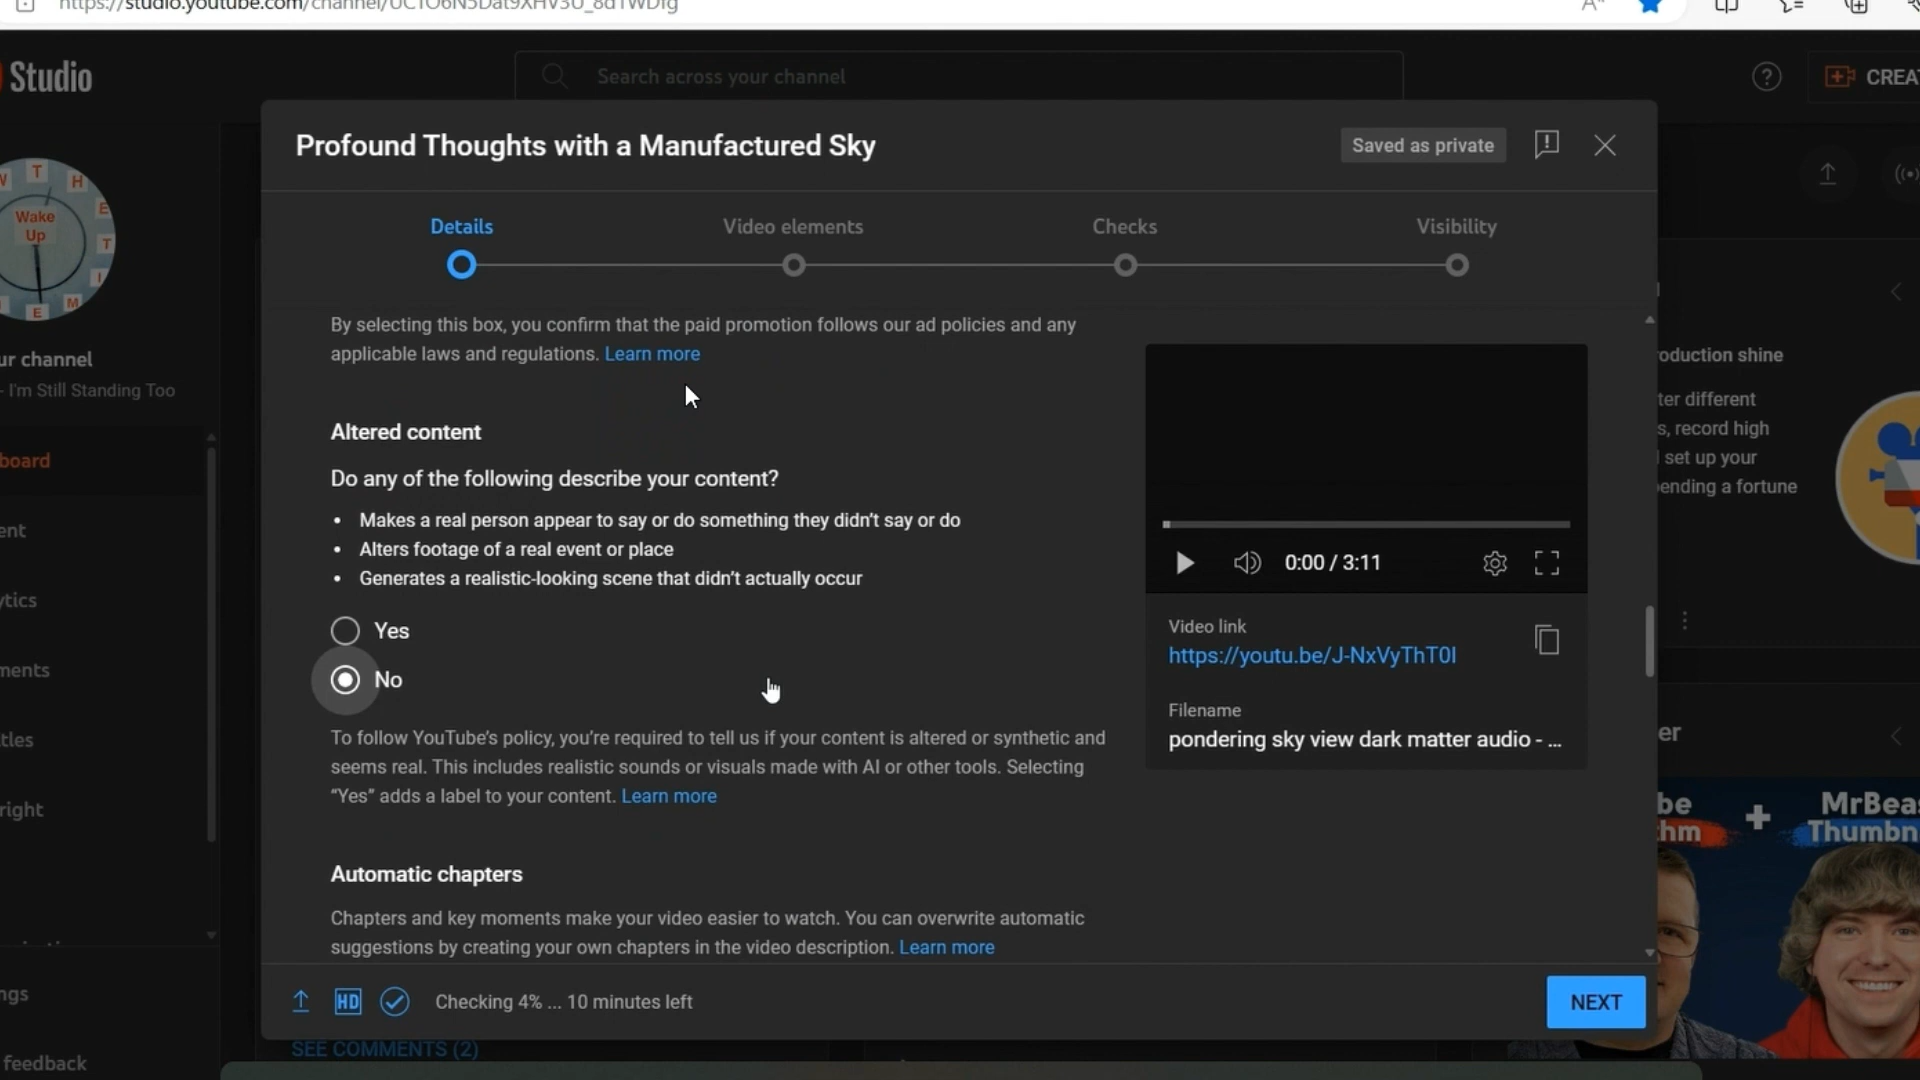 https://studio.youtube.com/channel/
Studio
Search across your channel
CREA
W T H E T I M E
Wake
Up
ur channel
- I'm Still Standing Too
board
ent
ytics
ments
tles
right
ngs
feedback
Profound Thoughts with a Manufactured Sky
Saved as private
Details
Video elements
Checks
Visibility
By selecting this box, you confirm that the paid promotion follows our ad policies and any
applicable laws and regulations. Learn more
Altered content
Do any of the following describe your content?
• Makes a real person appear to say or do something they didn't say or do
• Alters footage of a real event or place
• Generates a realistic-looking scene that didn't actually occur
Yes
No
To follow YouTube's policy, you're required to tell us if your content is altered or synthetic and
seems real. This includes realistic sounds or visuals made with AI or other tools. Selecting
“Yes” adds a label to your content. Learn more
Automatic chapters
Chapters and key moments make your video easier to watch. You can overwrite automatic
suggestions by creating your own chapters in the video description. Learn more
0:00 / 3:11
Video link
https://youtu.be/J-NxVyThT0I
Filename
pondering sky view dark matter audio - ...
HD
Checking 4% ... 10 minutes left
NEXT
SEE COMMENTS (2)
oduction shine
ter different
s, record high
set up your
ending a fortune
er
be
hm
+
MrBeas
Thumbn